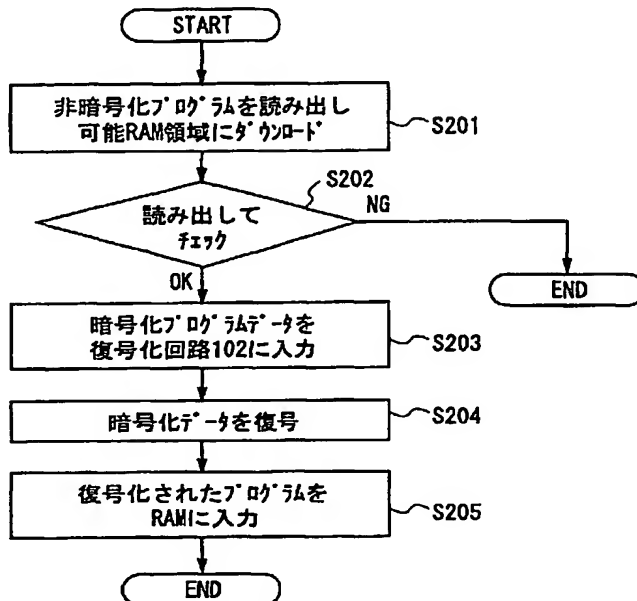 START
非暗号化ﾌﾟﾛｸﾞﾗﾑを読み出し
可能RAM領域にﾀﾞｳﾝﾛｰﾄﾞ
S201
S202
読み出して
ﾁｪｯｸ
NG
OK
END
暗号化ﾌﾟﾛｸﾞﾗﾑﾃﾞｰﾀを
復号化回路102に入力
S203
暗号化ﾃﾞｰﾀを復号
S204
復号化されたﾌﾟﾛｸﾞﾗﾑを
RAMに入力
S205
END